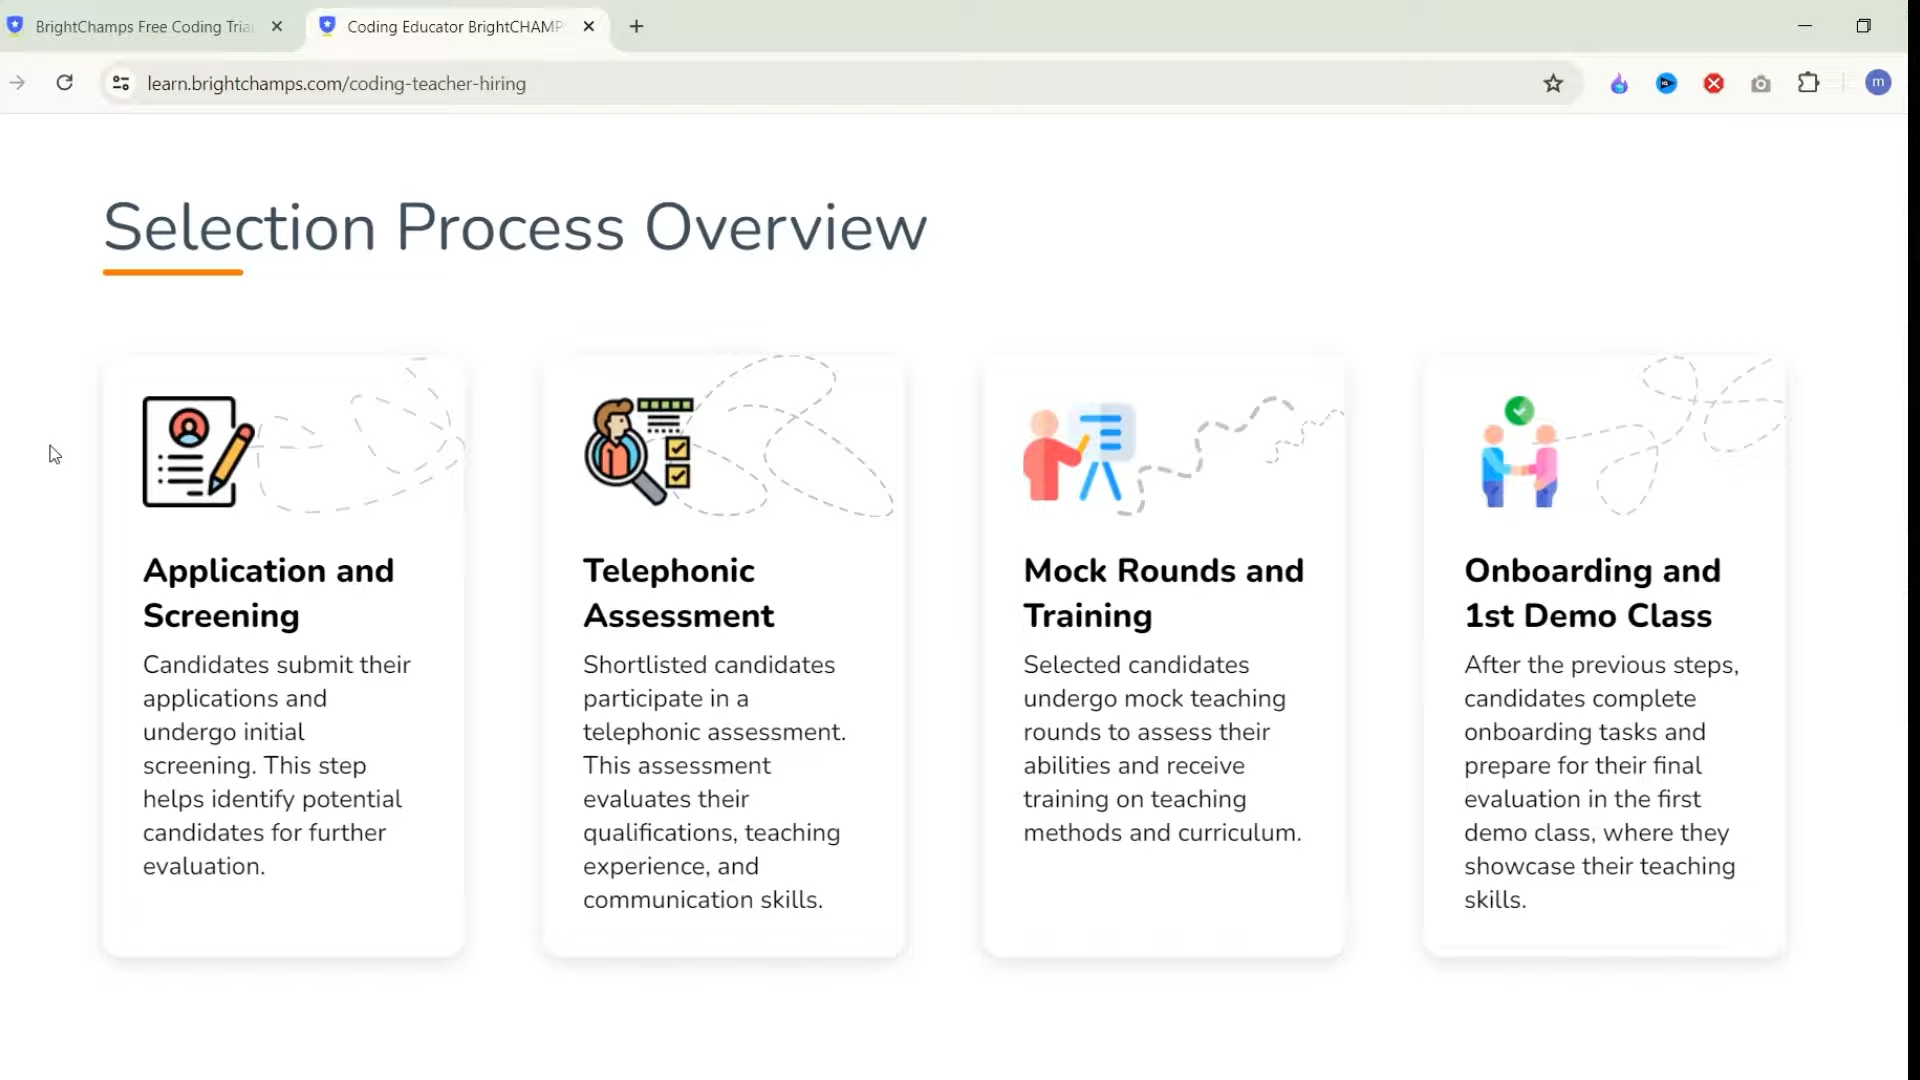 BrightChamps Free Coding Tria
Coding Educator BrightCHAMP
learn.brightchamps.com/coding-teacher-hiring
m
Selection Process Overview
Application and
Screening
Candidates submit their
applications and
undergo initial
screening. This step
helps identify potential
candidates for further
evaluation.
Telephonic
Assessment
Shortlisted candidates
participate in a
telephonic assessment.
This assessment
evaluates their
qualifications, teaching
experience, and
communication skills.
Mock Rounds and
Training
Selected candidates
undergo mock teaching
rounds to assess their
abilities and receive
training on teaching
methods and curriculum.
Onboarding and
1st Demo Class
After the previous steps,
candidates complete
onboarding tasks and
prepare for their final
evaluation in the first
demo class, where they
showcase their teaching
skills.